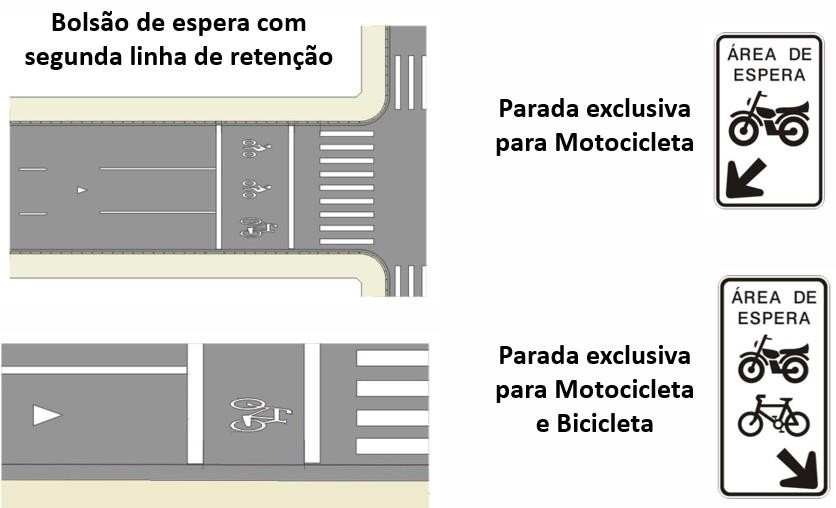 Bolsão de espera com
segunda linha de retenção
Parada exclusiva
para Motocicleta
ÁREA DE
ESPERA
Parada exclusiva
para Motocicleta
e Bicicleta
ÁREA DE
ESPERA